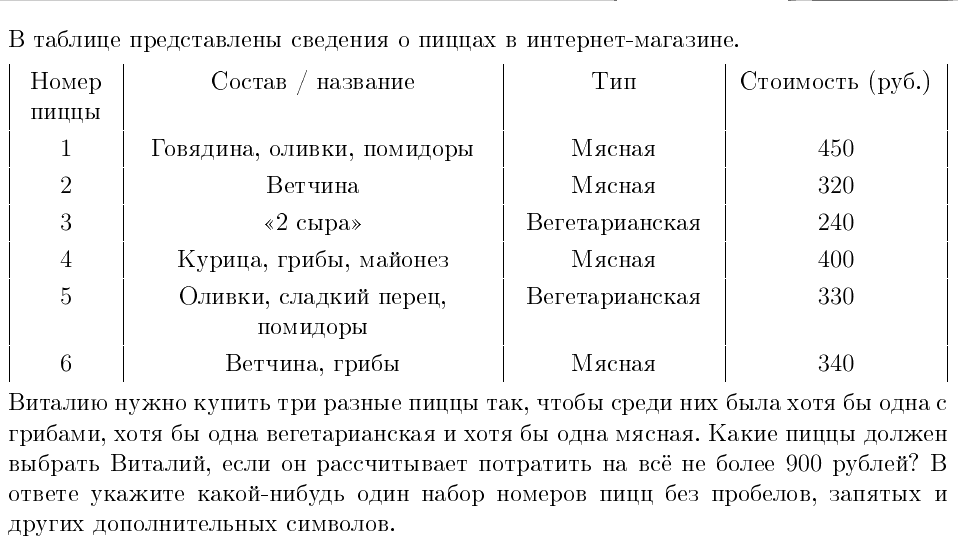 В таблице представлены сведения о пиццах в интернет-магазине.
Номер пиццы | Состав / название | Тип | Стоимость (руб.)
1 | Говядина, оливки, помидоры | Мясная | 450
2 | Ветчина | Мясная | 320
3 | «2 сыра» | Вегетарианская | 240
4 | Курица, грибы, майонез | Мясная | 400
5 | Оливки, сладкий перец, помидоры | Вегетарианская | 330
6 | Ветчина, грибы | Мясная | 340
Виталию нужно купить три разные пиццы так, чтобы среди них была хотя бы одна с
грибами, хотя бы одна вегетарианская и хотя бы одна мясная. Какие пиццы должен
выбрать Виталий, если он рассчитывает потратить на всё не более 900 рублей? В
ответе укажите какой-нибудь один набор номеров пицц без пробелов, запятых и
других дополнительных символов.